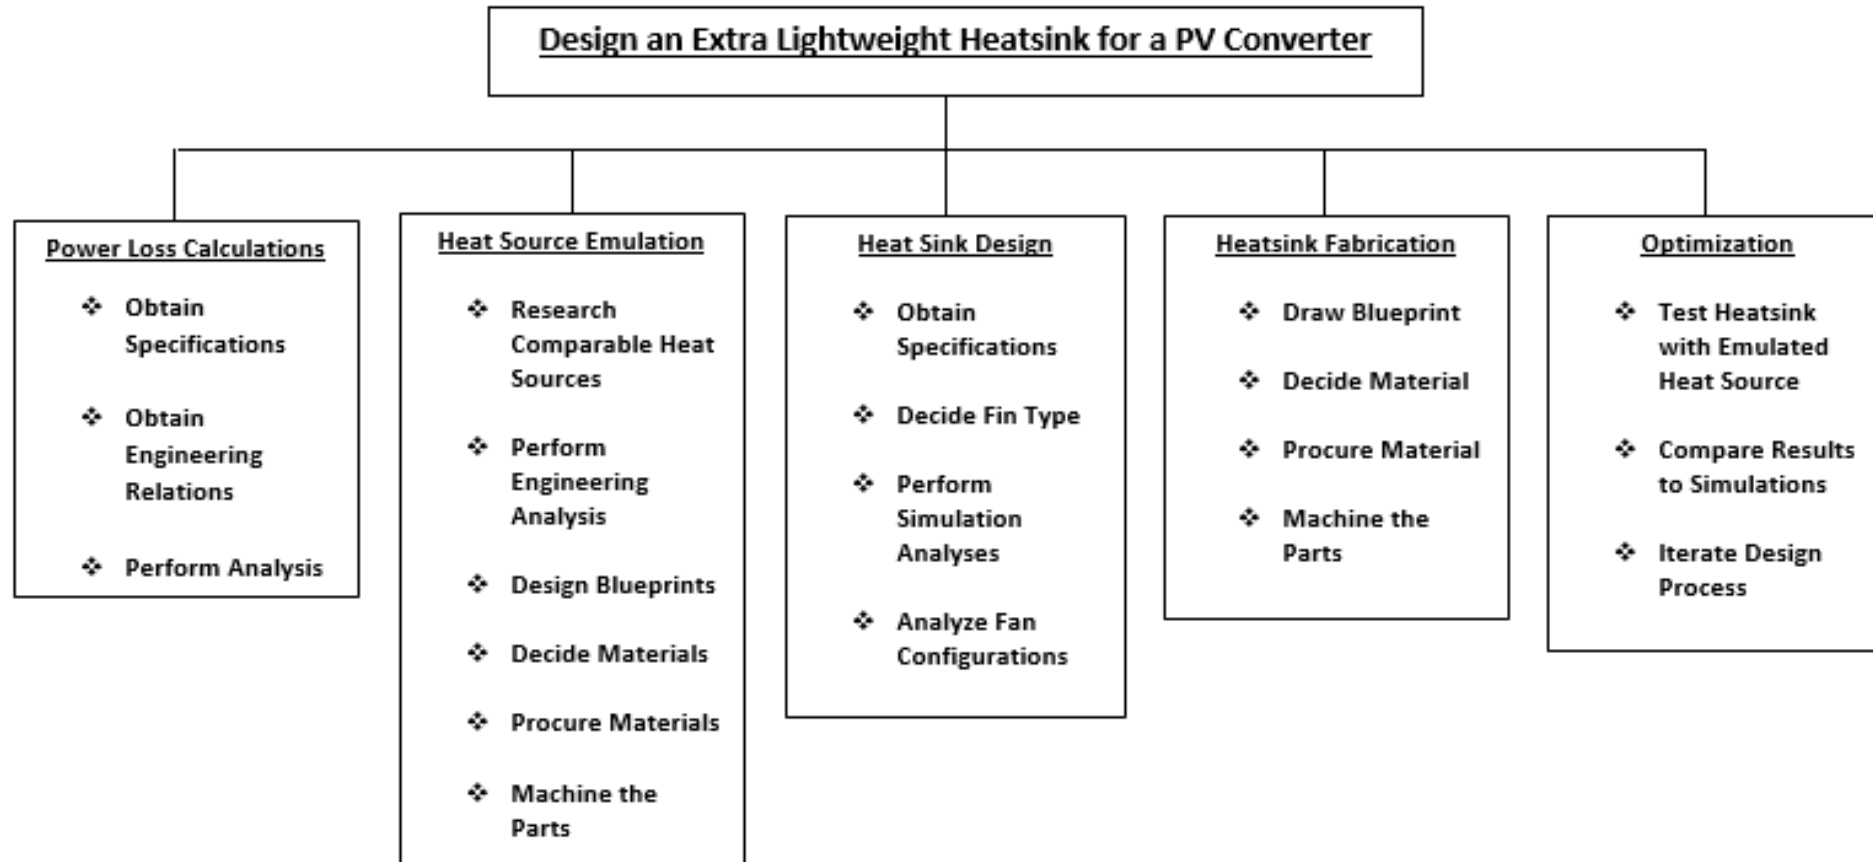 Design an Extra Lightweight Heatsink for a PV Converter
Power Loss Calculations
❖ Obtain
Specifications
❖ Obtain
Engineering
Relations
❖ Perform Analysis
Heat Source Emulation
❖ Research
Comparable Heat
Sources
❖ Perform
Engineering
Analysis
❖ Design Blueprints
❖ Decide Materials
❖ Procure Materials
❖ Machine the
Parts
Heat Sink Design
❖ Obtain
Specifications
❖ Decide Fin Type
❖ Perform
Simulation
Analyses
❖ Analyze Fan
Configurations
Heatsink Fabrication
❖ Draw Blueprint
❖ Decide Material
❖ Procure Material
❖ Machine the
Parts
Optimization
❖ Test Heatsink
with Emulated
Heat Source
❖ Compare Results
to Simulations
❖ Iterate Design
Process